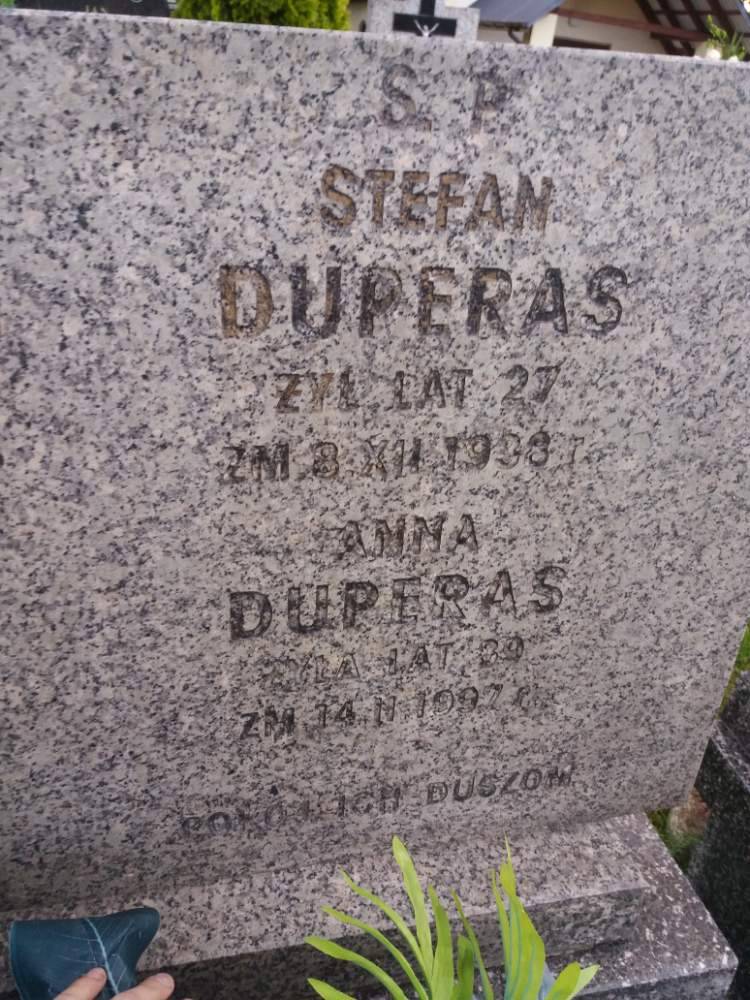 Ś. P.
STEFAN
DUPERAS
ŻYŁ LAT 27
ZM. 8 XII 1938 r.
ANNA
DUPERAS
ŻYŁA LAT 89
ZM. 14 II 1997 r.
POKÓJ ICH DUSZOM